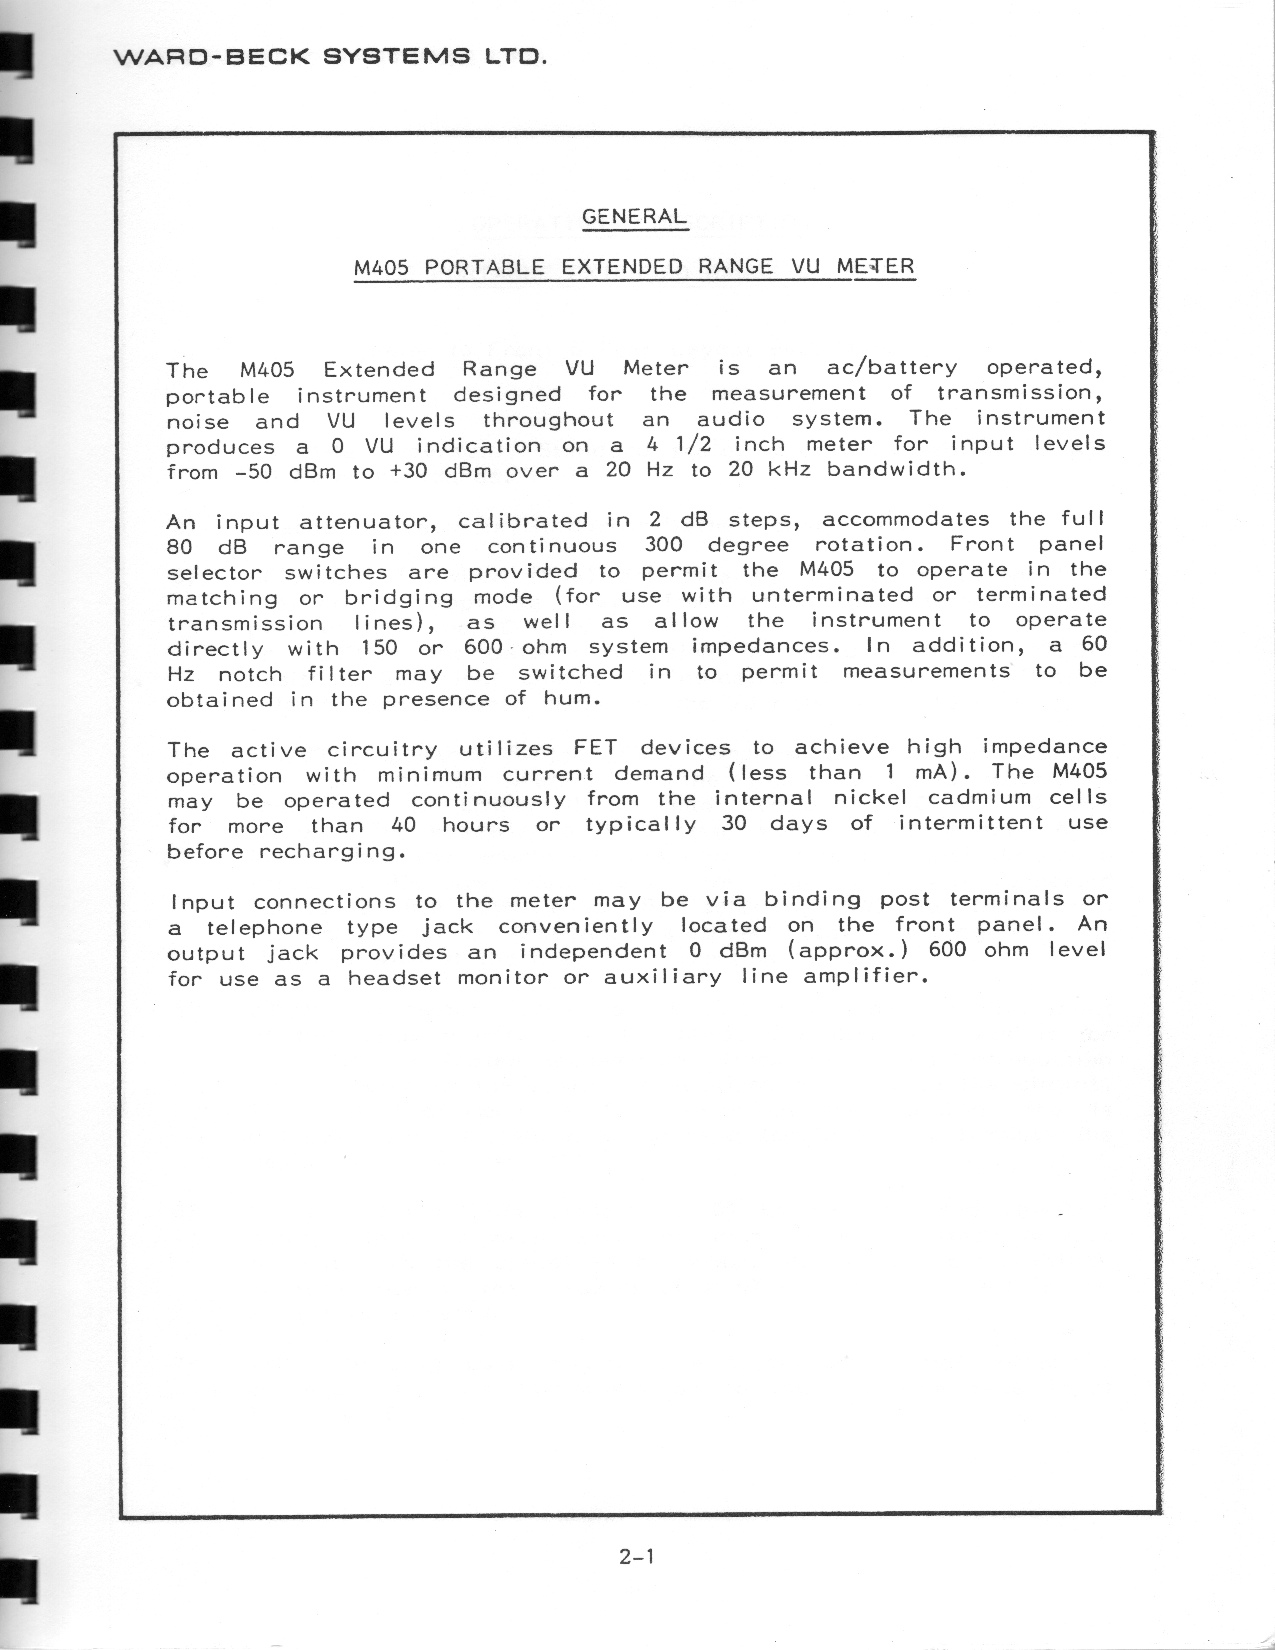 WARD-BECK SYSTEMS LTD.
GENERAL
M405 PORTABLE EXTENDED RANGE VU METER
The M405 Extended Range VU Meter is an ac/battery operated,
portable instrument designed for the measurement of transmission,
noise and VU levels throughout an audio system. The instrument
produces a 0 VU indication on a 4 1/2 inch meter for input levels
from -50 dBm to +30 dBm over a 20 Hz to 20 kHz bandwidth.
An input attenuator, calibrated in 2 dB steps, accommodates the full
80 dB range in one continuous 300 degree rotation. Front panel
selector switches are provided to permit the M405 to operate in the
matching or bridging mode (for use with unterminated or terminated
transmission lines), as well as allow the instrument to operate
directly with 150 or 600 ohm system impedances. In addition, a 60
Hz notch filter may be switched in to permit measurements to be
obtained in the presence of hum.
The active circuitry utilizes FET devices to achieve high impedance
operation with minimum current demand (less than 1 mA). The M405
may be operated continuously from the internal nickel cadmium cells
for more than 40 hours or typically 30 days of intermittent use
before recharging.
Input connections to the meter may be via binding post terminals or
a telephone type jack conveniently located on the front panel. An
output jack provides an independent 0 dBm (approx.) 600 ohm level
for use as a headset monitor or auxiliary line amplifier.
2-1